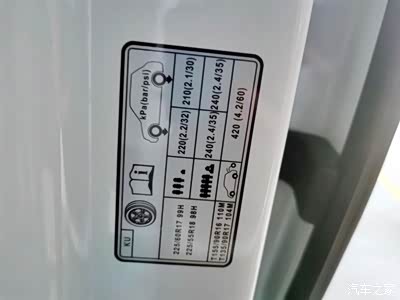 KU
kPa(bar/psi)
225/60R17 99H
225/55R18 98H
220(2.2/32) 210(2.1/30)
240(2.4/35) 240(2.4/35)
T155/90R16 110M
T135/90R17 104M
420 (4.2/60)
汽车之家